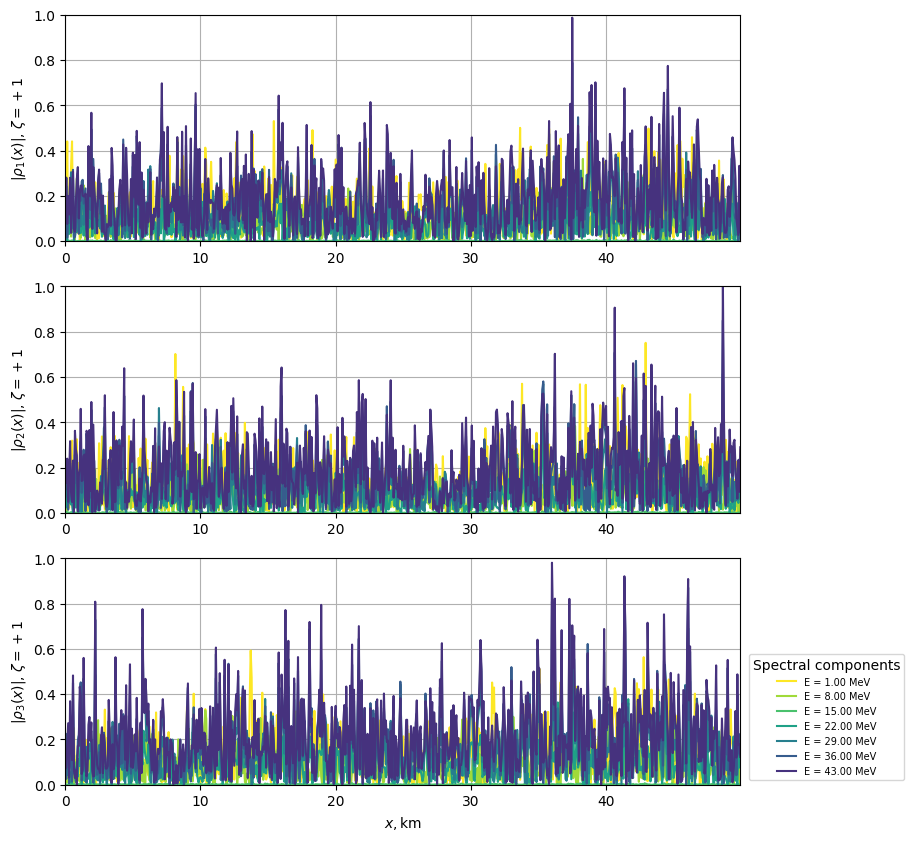 1.0
0.8
0.6
0.4
0.2
0.0
|ρ₁(x)|, ζ = + 1
0 10 20 30 40
1.0
0.8
0.6
0.4
0.2
0.0
|ρ₂(x)|, ζ = + 1
0 10 20 30 40
1.0
0.8
0.6
0.4
0.2
0.0
|ρ₃(x)|, ζ = + 1
0 10 20 30 40
x, km
Spectral components
E = 1.00 MeV
E = 8.00 MeV
E = 15.00 MeV
E = 22.00 MeV
E = 29.00 MeV
E = 36.00 MeV
E = 43.00 MeV